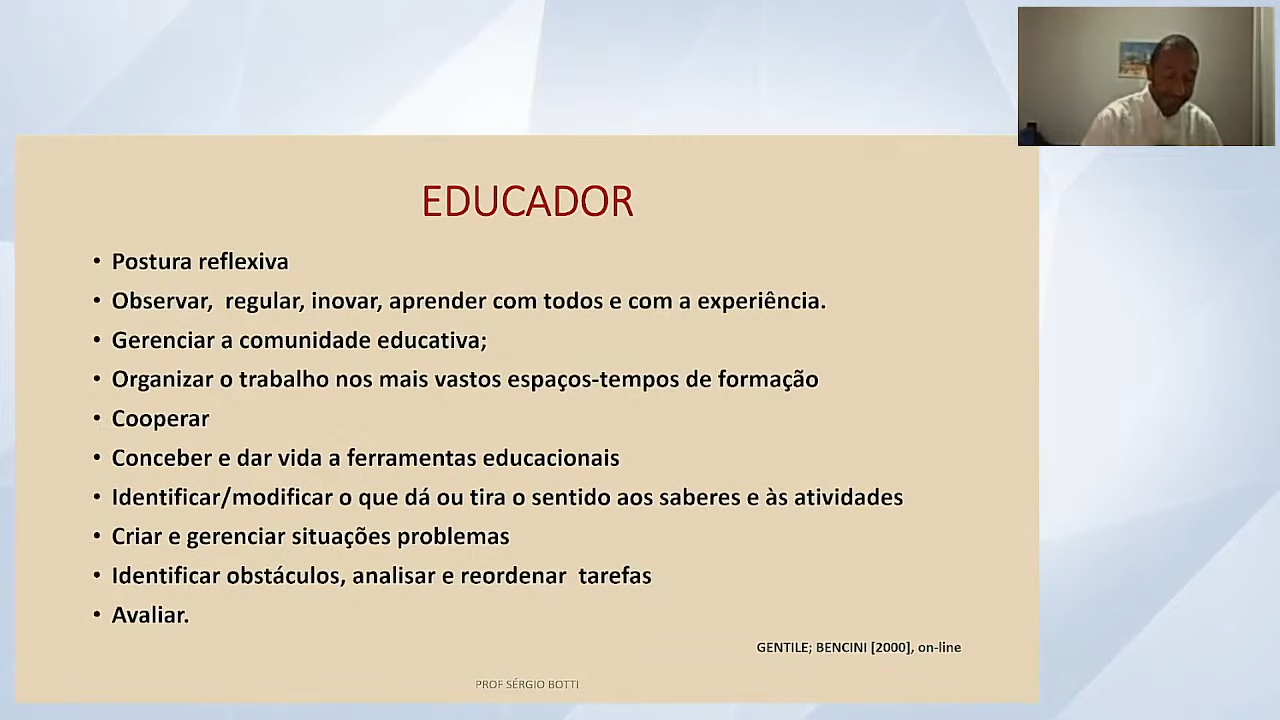 EDUCADOR
• Postura reflexiva
• Observar, regular, inovar, aprender com todos e com a experiência.
• Gerenciar a comunidade educativa;
• Organizar o trabalho nos mais vastos espaços-tempos de formação
• Cooperar
• Conceber e dar vida a ferramentas educacionais
• Identificar/modificar o que dá ou tira o sentido aos saberes e às atividades
• Criar e gerenciar situações problemas
• Identificar obstáculos, analisar e reordenar tarefas
• Avaliar.
GENTILE; BENCINI [2000], on-line
PROF SÉRGIO BOTTI